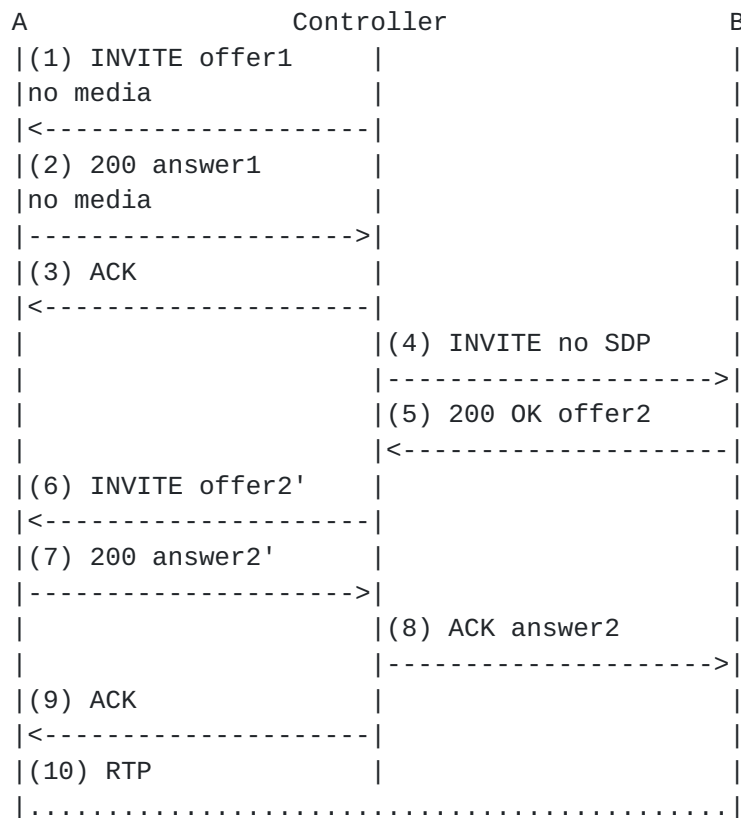 A                 Controller                  B
|(1) INVITE offer1     |                      |
|no media              |                      |
|<---------------------|                      |
|(2) 200 answer1       |                      |
|no media              |                      |
|--------------------->|                      |
|(3) ACK               |                      |
|<---------------------|                      |
|                      |(4) INVITE no SDP     |
|                      |--------------------->|
|                      |(5) 200 OK offer2     |
|                      |<---------------------|
|(6) INVITE offer2'    |                      |
|<---------------------|                      |
|(7) 200 answer2'      |                      |
|--------------------->|                      |
|                      |(8) ACK answer2       |
|                      |--------------------->|
|(9) ACK               |                      |
|<---------------------|                      |
|(10) RTP              |                      |
|.............................................|